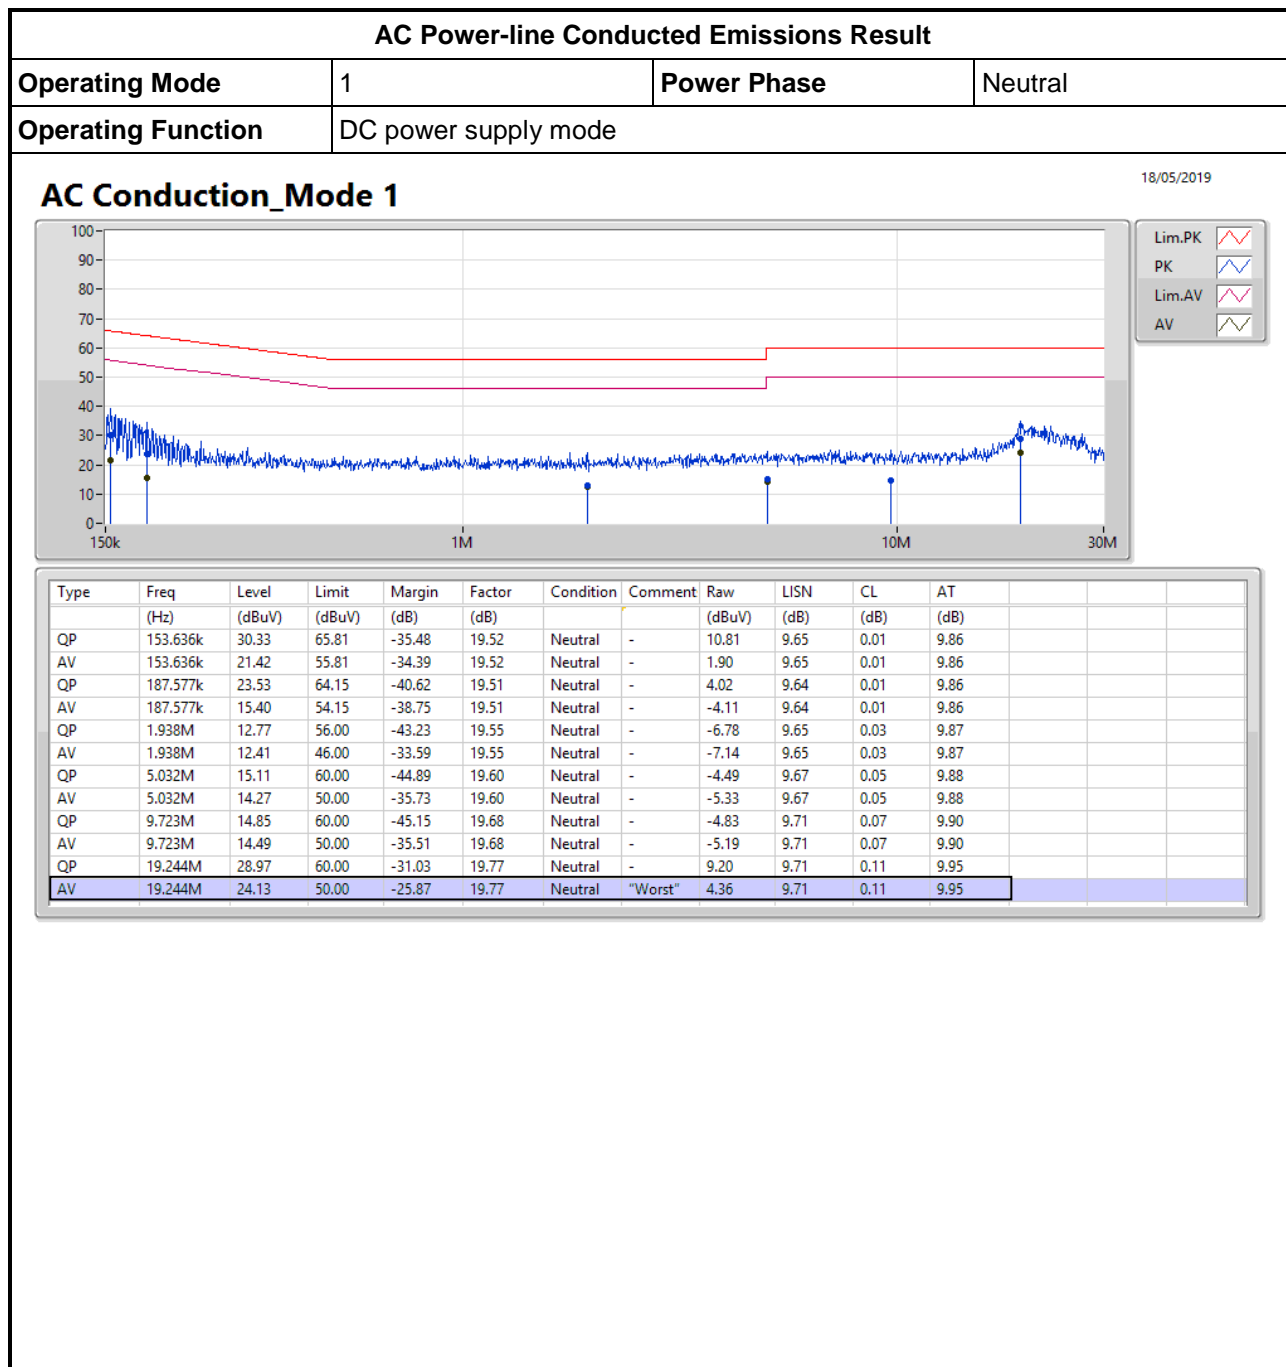 AC Power-line Conducted Emissions Result
Operating Mode 1 Power Phase Neutral
Operating Function DC power supply mode
18/05/2019
AC Conduction_Mode 1
100
90
80
70
60
50
40
30
20
10
0
150k 1M 10M 30M
Lim.PK
PK
Lim.AV
AV
Type Freq Level Limit Margin Factor Condition Comment Raw LISN CL AT
(Hz) (dBuV) (dBuV) (dB) (dB) (dBuV) (dB) (dB) (dB)
QP 153.636k 30.33 65.81 -35.48 19.52 Neutral - 10.81 9.65 0.01 9.86
AV 153.636k 21.42 55.81 -34.39 19.52 Neutral - 1.90 9.65 0.01 9.86
QP 187.577k 23.53 64.15 -40.62 19.51 Neutral - 4.02 9.64 0.01 9.86
AV 187.577k 15.40 54.15 -38.75 19.51 Neutral - -4.11 9.64 0.01 9.86
QP 1.938M 12.77 56.00 -43.23 19.55 Neutral - -6.78 9.65 0.03 9.87
AV 1.938M 12.41 46.00 -33.59 19.55 Neutral - -7.14 9.65 0.03 9.87
QP 5.032M 15.11 60.00 -44.89 19.60 Neutral - -4.49 9.67 0.05 9.88
AV 5.032M 14.27 50.00 -35.73 19.60 Neutral - -5.33 9.67 0.05 9.88
QP 9.723M 14.85 60.00 -45.15 19.68 Neutral - -4.83 9.71 0.07 9.90
AV 9.723M 14.49 50.00 -35.51 19.68 Neutral - -5.19 9.71 0.07 9.90
QP 19.244M 28.97 60.00 -31.03 19.77 Neutral - 9.20 9.71 0.11 9.95
AV 19.244M 24.13 50.00 -25.87 19.77 Neutral "Worst" 4.36 9.71 0.11 9.95